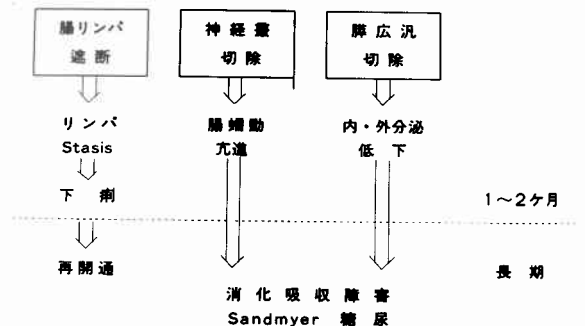 腸リンパ
遮断
神経叢
切除
膵広汎
切除
リンパ
Stasis
腸蠕動
亢進
内・外分泌
低下
下痢
1〜2ケ月
再開通
長期
消化吸収障害
Sandmyer 糖尿